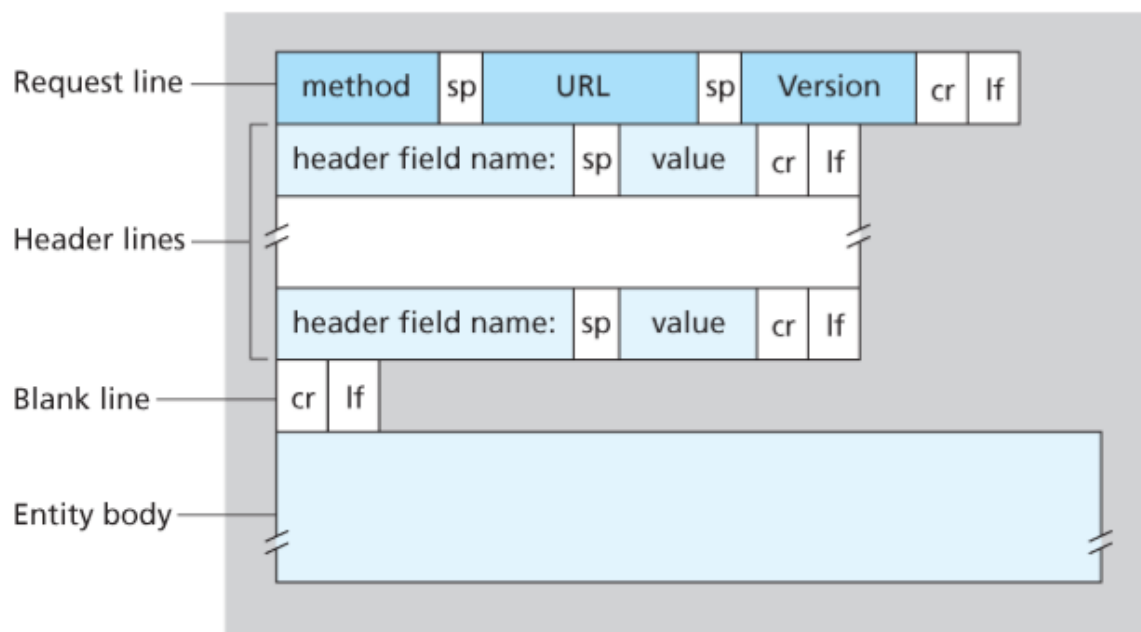 Request line method sp URL sp Version cr lf
header field name: sp value cr lf
Header lines
header field name: sp value cr lf
Blank line cr lf
Entity body